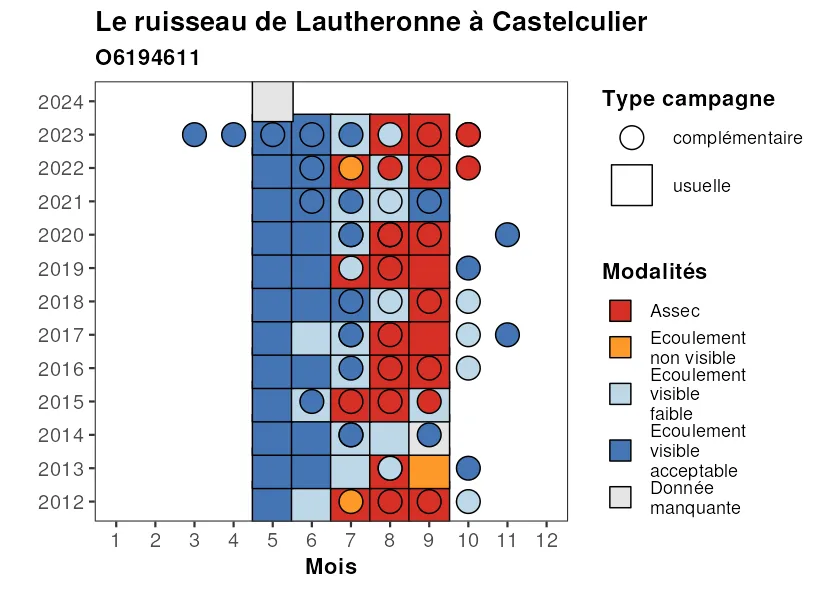 Le ruisseau de Lautheronne à Castelculier
O6194611
2024
2023
2022
2021
2020
2019
2018
2017
2016
2015
2014
2013
2012
1 2 3 4 5 6 7 8 9 10 11 12
Mois
Type campagne
complémentaire
usuelle
Modalités
Assec
Ecoulement
non visible
Ecoulement
visible
faible
Ecoulement
visible
acceptable
Donnée
manquante